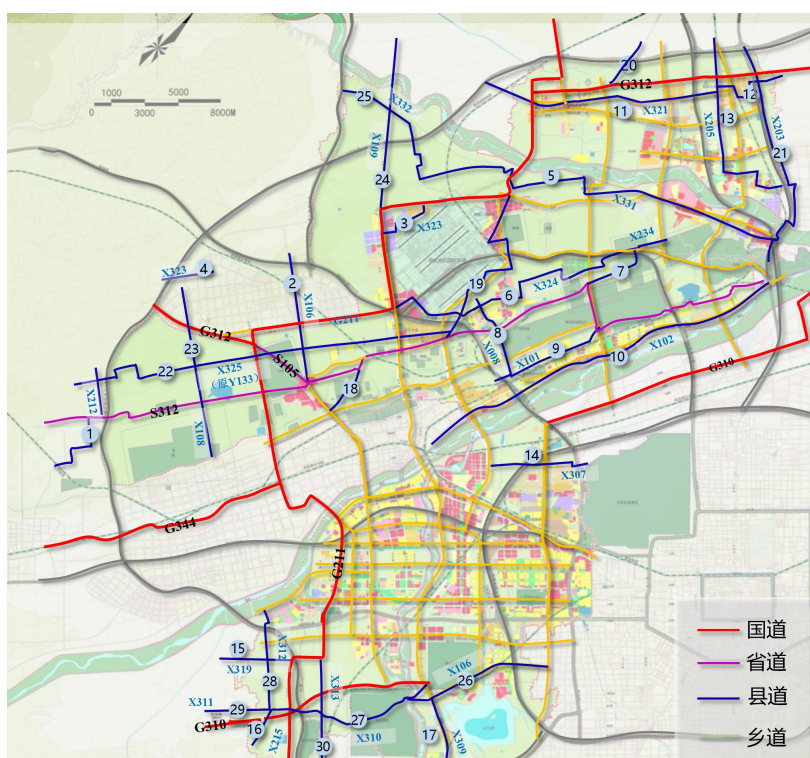 1000 5000
0 3000 8000M
20
G312
25
X332
12
11
X321
X205
13
X203
X109
21
24
5
X331
3
X323
X234
X323
4
2
19
7
X106
6
X324
G211
G312
8
23
S105
X008
X101
9
X102
10
22
X325
(原Y133)
G310
18
X212
S312
1
X108
14
X307
G344
G211
国道
15
X312
省道
X319
X106
28
X313
26
县道
X311
29
G310
16
27
X310
17
X215
30
X309
乡道